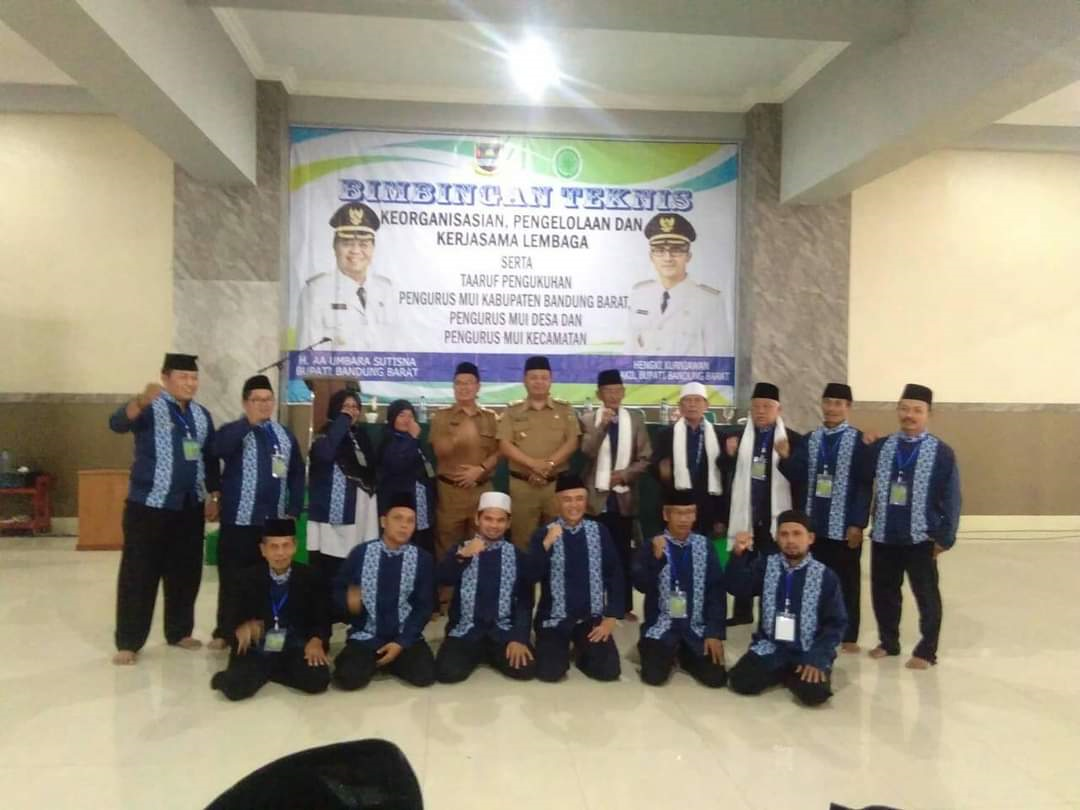 BIMBINGAN TEKNIS
KEORGANISASIAN, PENGELOLAAN DAN
KERJASAMA LEMBAGA
SERTA
TAARUF PENGUKUHAN
PENGURUS MUI KABUPATEN BANDUNG BARAT,
PENGURUS MUI DESA DAN
PENGURUS MUI KECAMATAN
H. AA UMBARA SUTISNA
BUPATI BANDUNG BARAT
HENGKI KURNIAWAN
WAKIL BUPATI BANDUNG BARAT